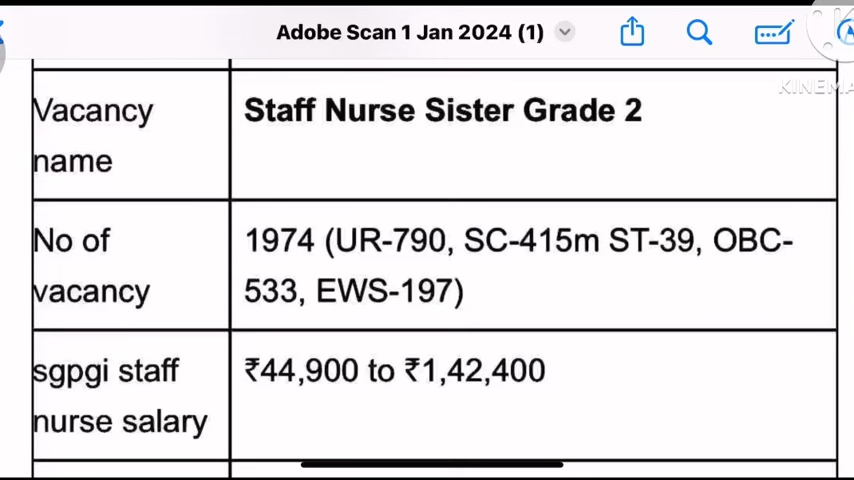 Adobe Scan 1 Jan 2024 (1)
KINEMA
Vacancy name
Staff Nurse Sister Grade 2
No of vacancy
1974 (UR-790, SC-415m ST-39, OBC-
533, EWS-197)
sgpgi staff nurse salary
₹44,900 to ₹1,42,400